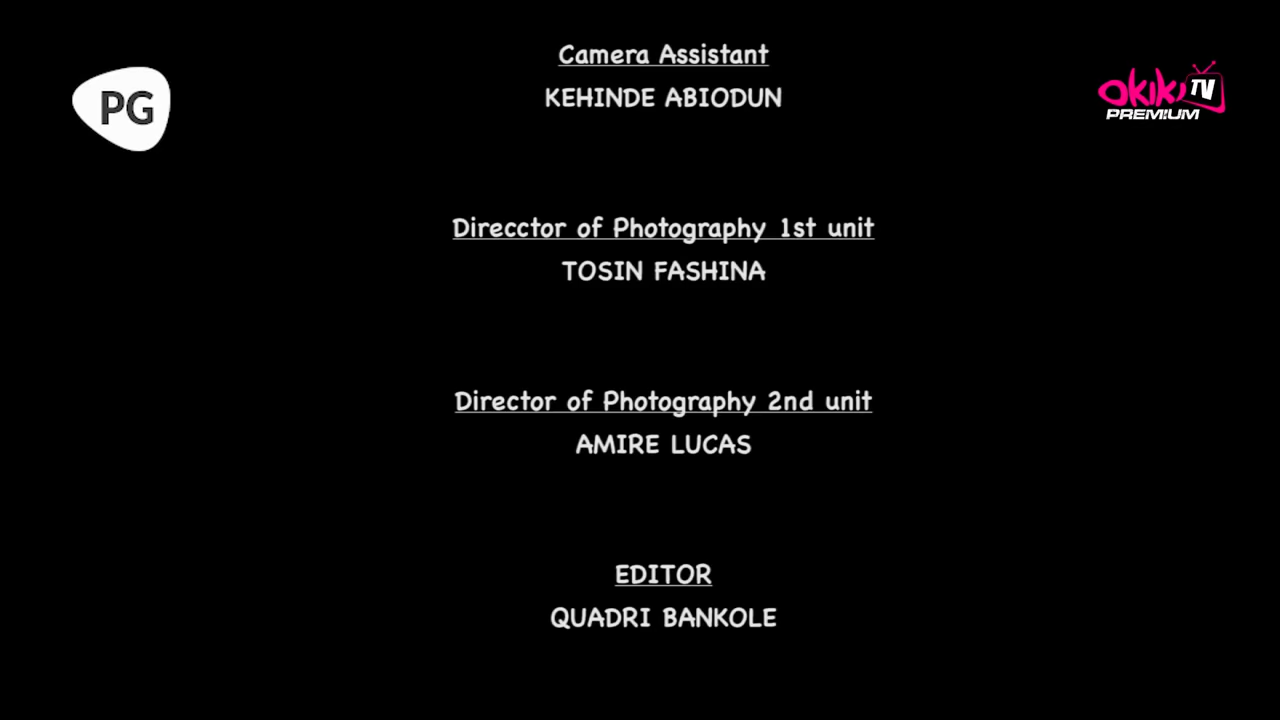 Camera Assistant
KEHINDE ABIODUN
PG
OKIKI TV
PREMIUM
Direcctor of Photography 1st unit
TOSIN FASHINA
Director of Photography 2nd unit
AMIRE LUCAS
EDITOR
QUADRI BANKOLE